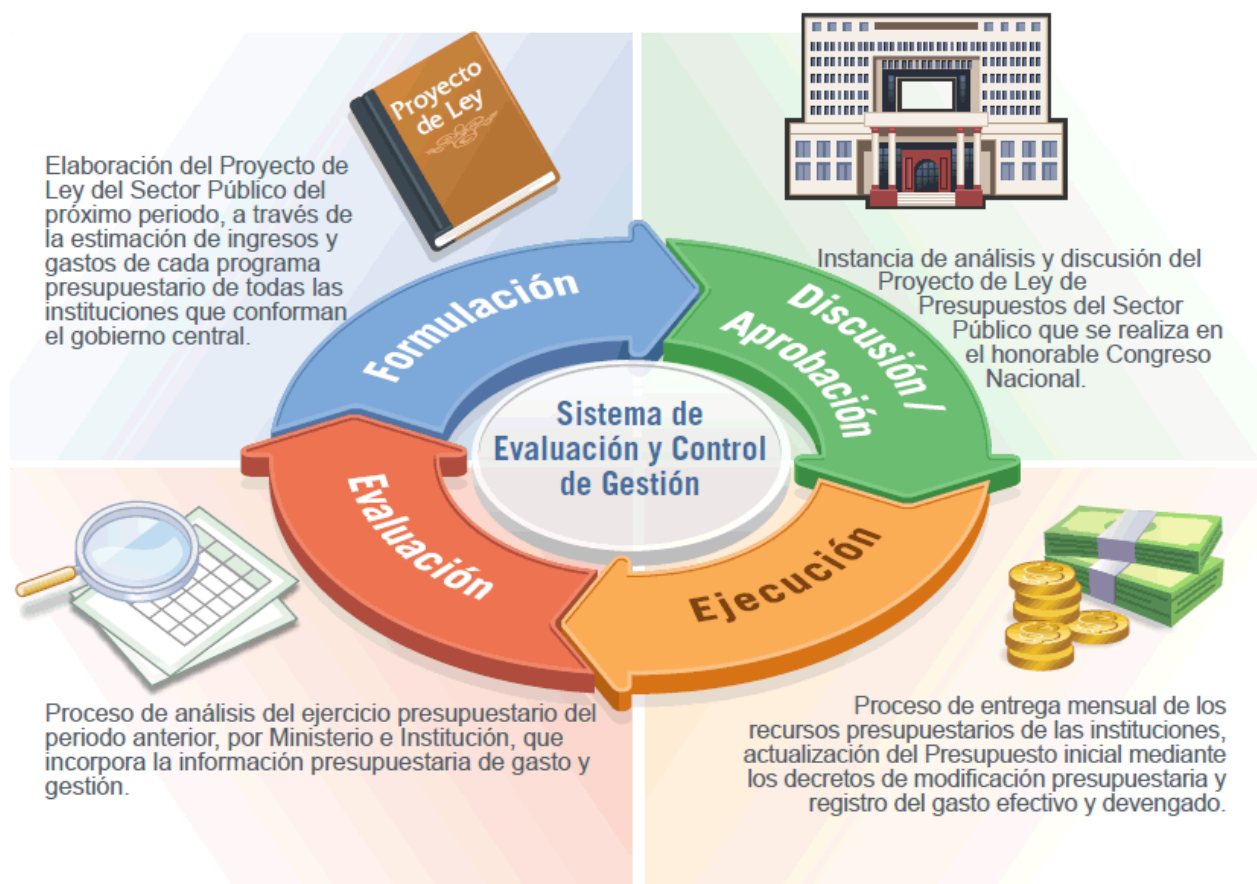 Proyecto
de Ley
Elaboración del Proyecto de
Ley del Sector Público del
próximo periodo, a través de
la estimación de ingresos y
gastos de cada programa
presupuestario de todas las
instituciones que conforman
el gobierno central.
Formulación
Instancia de análisis y discusión del
Proyecto de Ley de
Presupuestos del Sector
Público que se realiza en
el honorable Congreso
Nacional.
Discusión /
Aprobación
Sistema de
Evaluación y Control
de Gestión
Evaluación
Ejecución
Proceso de análisis del ejercicio presupuestario del
periodo anterior, por Ministerio e Institución, que
incorpora la información presupuestaria de gasto y
gestión.
Proceso de entrega mensual de los
recursos presupuestarios de las instituciones,
actualización del Presupuesto inicial mediante
los decretos de modificación presupuestaria y
registro del gasto efectivo y devengado.